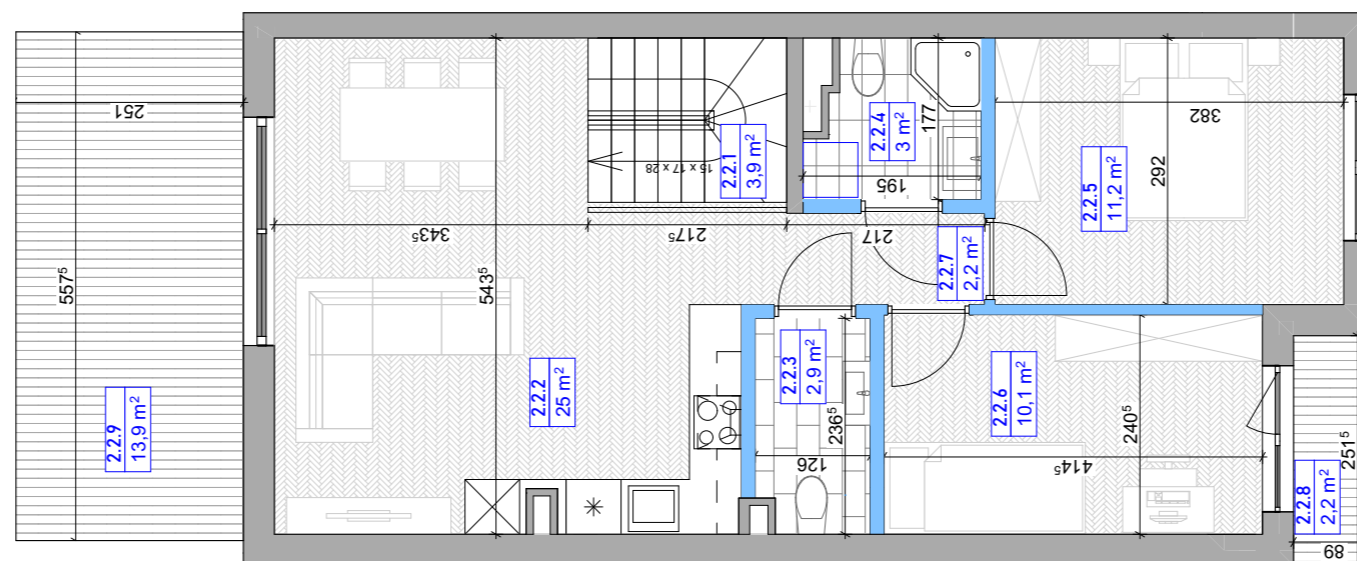 251
557⁵
2.2.9
13,9 m²
343⁵
543⁵
2.2.2
25 m²
15 x 17 x 28
2.2.1
3,9 m²
217⁵
217
2.2.4
3 m²
177
195
2.2.7
2,2 m²
2.2.3
2,9 m²
126
236⁵
382
292
2.2.5
11,2 m²
2.2.6
10,1 m²
240⁵
414⁵
251⁵
2.2.8
2,2 m²
89